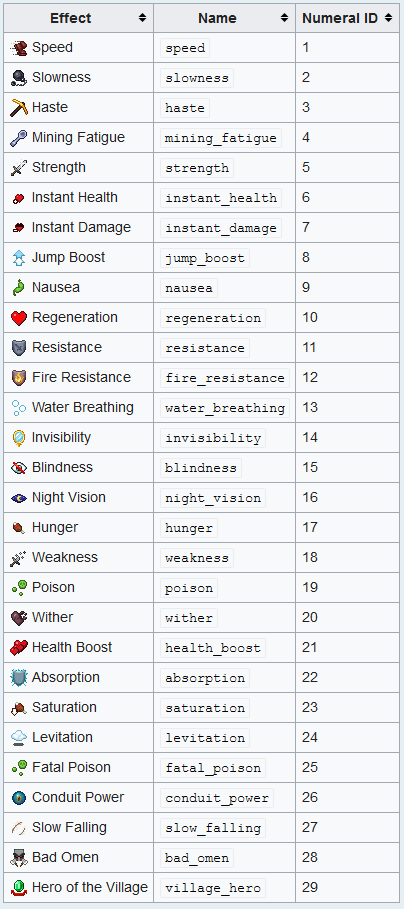 Effect Name Numeral ID
Speed speed 1
Slowness slowness 2
Haste haste 3
Mining Fatigue mining_fatigue 4
Strength strength 5
Instant Health instant_health 6
Instant Damage instant_damage 7
Jump Boost jump_boost 8
Nausea nausea 9
Regeneration regeneration 10
Resistance resistance 11
Fire Resistance fire_resistance 12
Water Breathing water_breathing 13
Invisibility invisibility 14
Blindness blindness 15
Night Vision night_vision 16
Hunger hunger 17
Weakness weakness 18
Poison poison 19
Wither wither 20
Health Boost health_boost 21
Absorption absorption 22
Saturation saturation 23
Levitation levitation 24
Fatal Poison fatal_poison 25
Conduit Power conduit_power 26
Slow Falling slow_falling 27
Bad Omen bad_omen 28
Hero of the Village village_hero 29